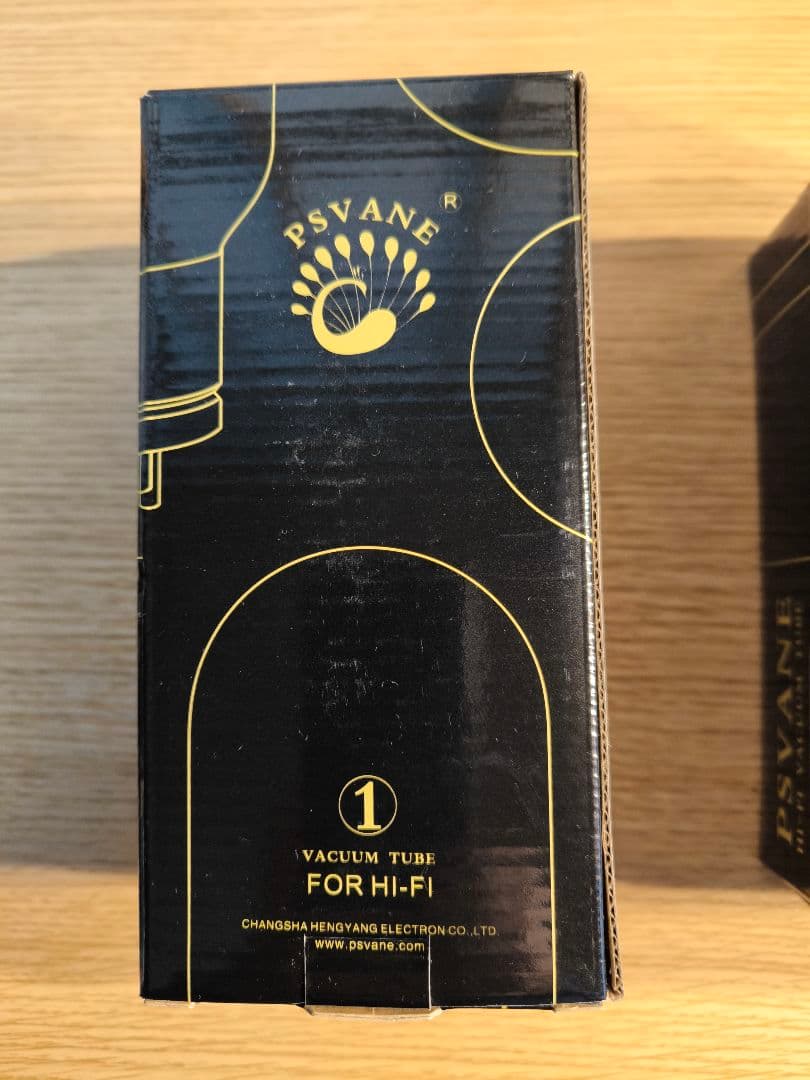 PSVANE ®
1
VACUUM TUBE
FOR HI-FI
CHANGSHA HENGYANG ELECTRON CO.,LTD
www.psvane.com
PSVANE